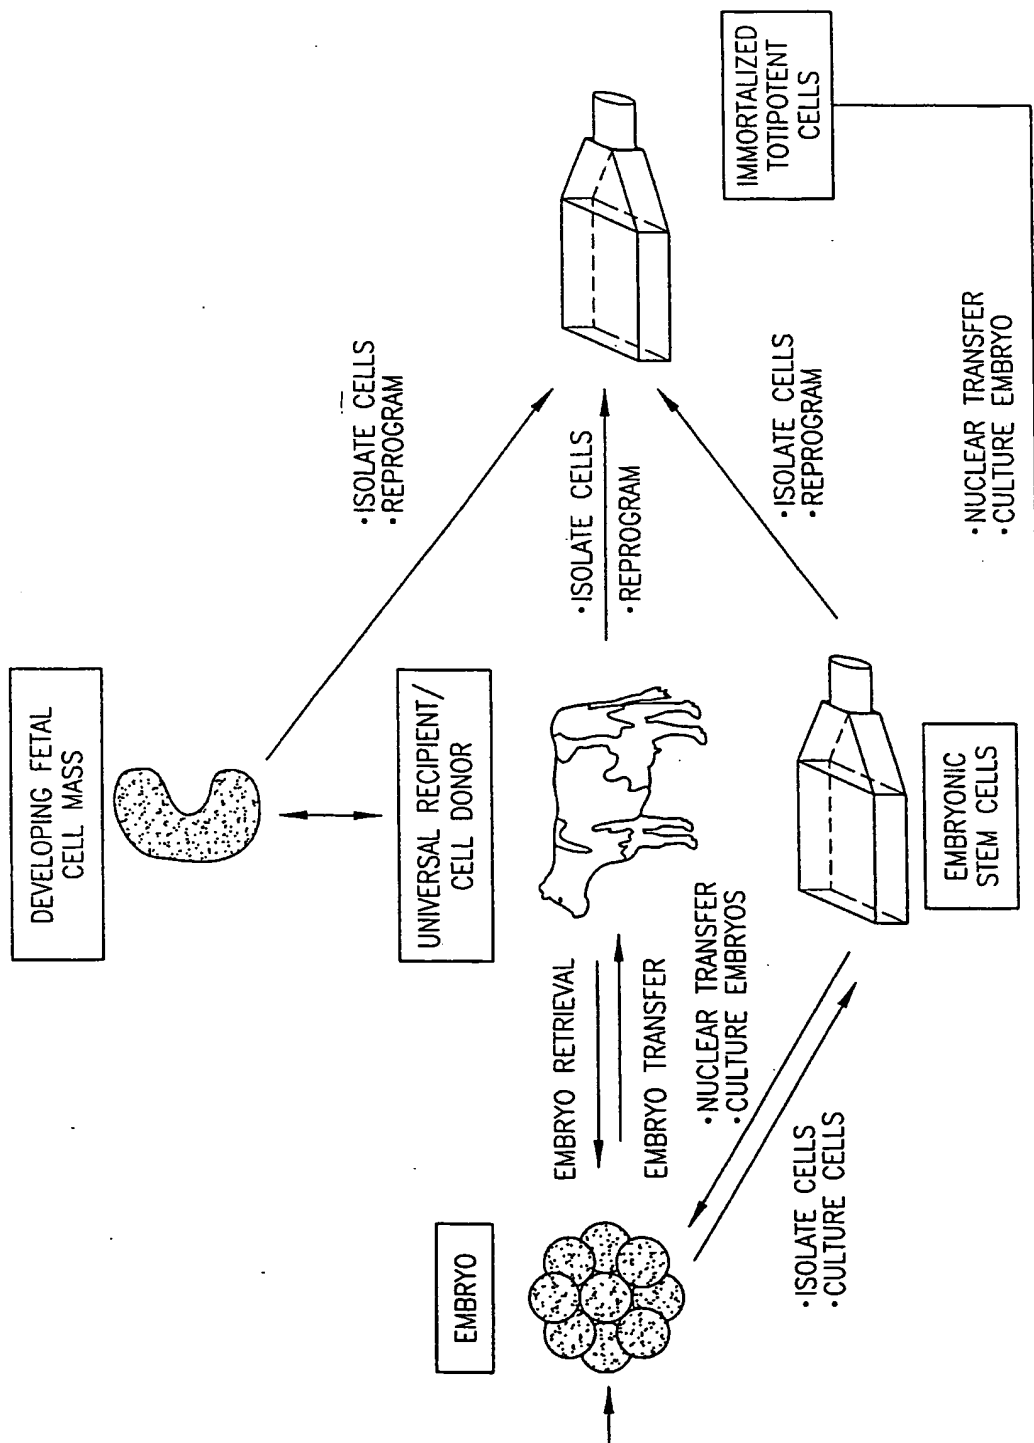 DEVELOPING FETAL
CELL MASS
•ISOLATE CELLS
•REPROGRAM
UNIVERSAL RECIPIENT/
CELL DONOR
EMBRYO
EMBRYO RETRIEVAL
EMBRYO TRANSFER
•ISOLATE CELLS
•REPROGRAM
•NUCLEAR TRANSFER
•CULTURE EMBRYOS
•ISOLATE CELLS
•REPROGRAM
•ISOLATE CELLS
•CULTURE CELLS
EMBRYONIC
STEM CELLS
IMMORTALIZED
TOTIPOTENT
CELLS
•NUCLEAR TRANSFER
•CULTURE EMBRYO